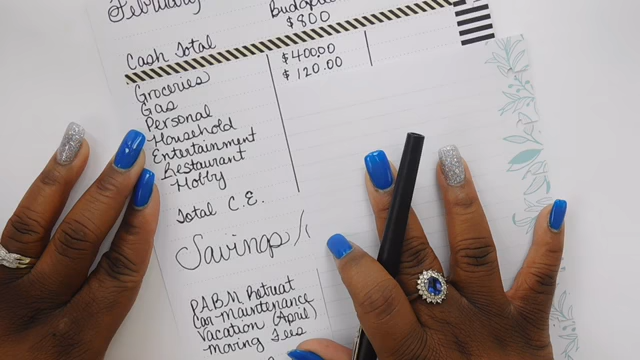 February
$800
Cash Total
Groceries $400.00
Gas $120.00
Personal
Household
Entertainment
Restaurant
Hobby
Total C.E.
Savings
PABM Retreat
Car Maintenance
Vacation (April)
Moving Fees